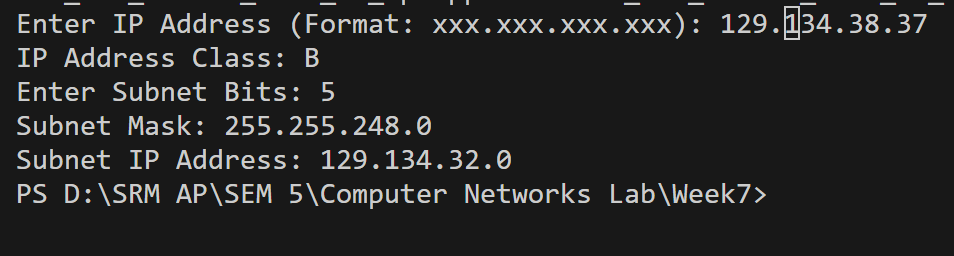 Enter IP Address (Format: xxx.xxx.xxx.xxx): 129.134.38.37
IP Address Class: B
Enter Subnet Bits: 5
Subnet Mask: 255.255.248.0
Subnet IP Address: 129.134.32.0
PS D:\SRM AP\SEM 5\Computer Networks Lab\Week7>